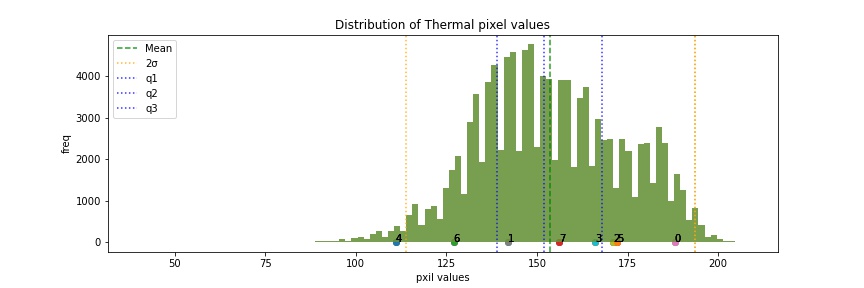 Distribution of Thermal pixel values
Mean
2σ
q1
q2
q3
freq
4000
3000
2000
1000
0
4 6 1 7 3 2 5 0
50 75 100 125 150 175 200
pxil values